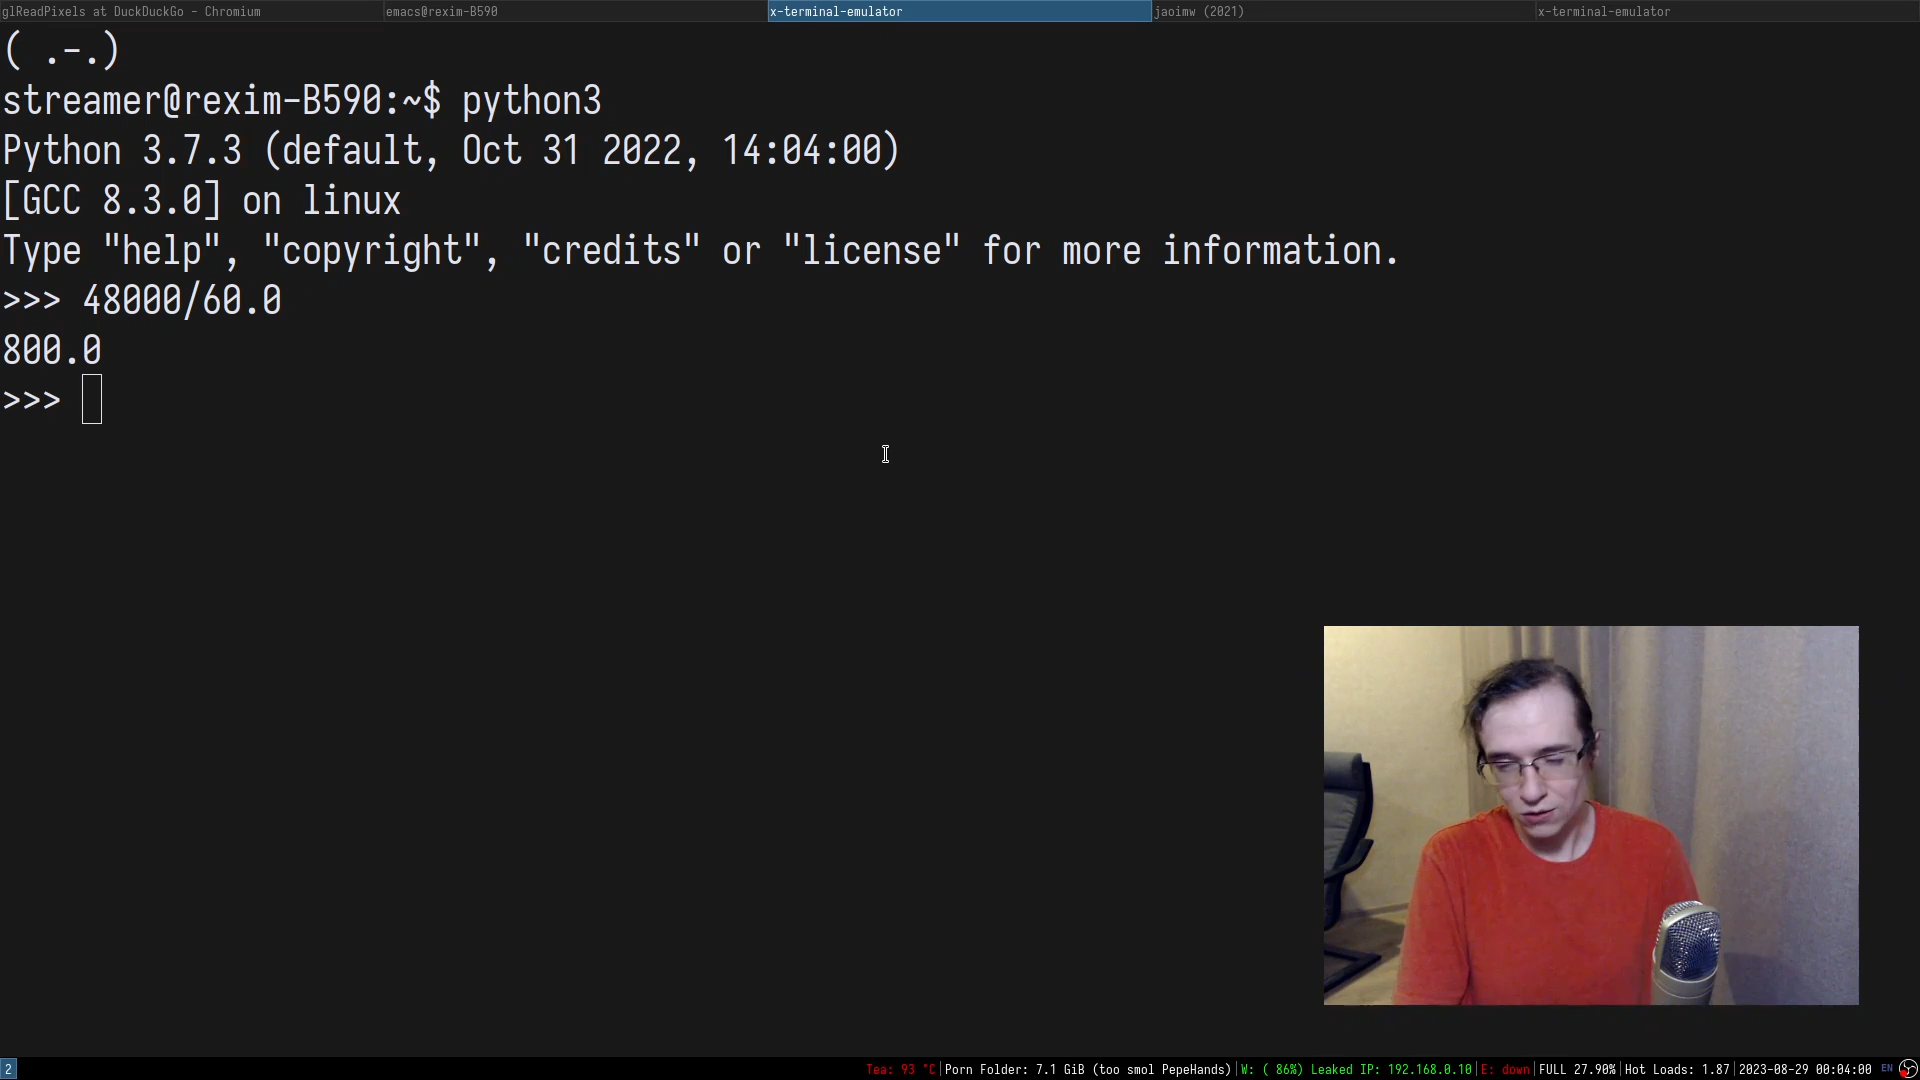 glReadPixels at DuckDuckGo - Chromium
emacs@rexim-B590
x-terminal-emulator
jaoimw (2021)
x-terminal-emulator
( .-.)
streamer@rexim-B590:~$ python3
Python 3.7.3 (default, Oct 31 2022, 14:04:00)
[GCC 8.3.0] on linux
Type "help", "copyright", "credits" or "license" for more information.
>>> 48000/60.0
800.0
>>>
2
Tea: 93 °C|Porn Folder: 7.1 GiB (too smol PepeHands)|W: ( 86%) Leaked IP: 192.168.0.10|E: down|FULL 27.90%|Hot Loads: 1.87|2023-08-29 00:04:00 EN